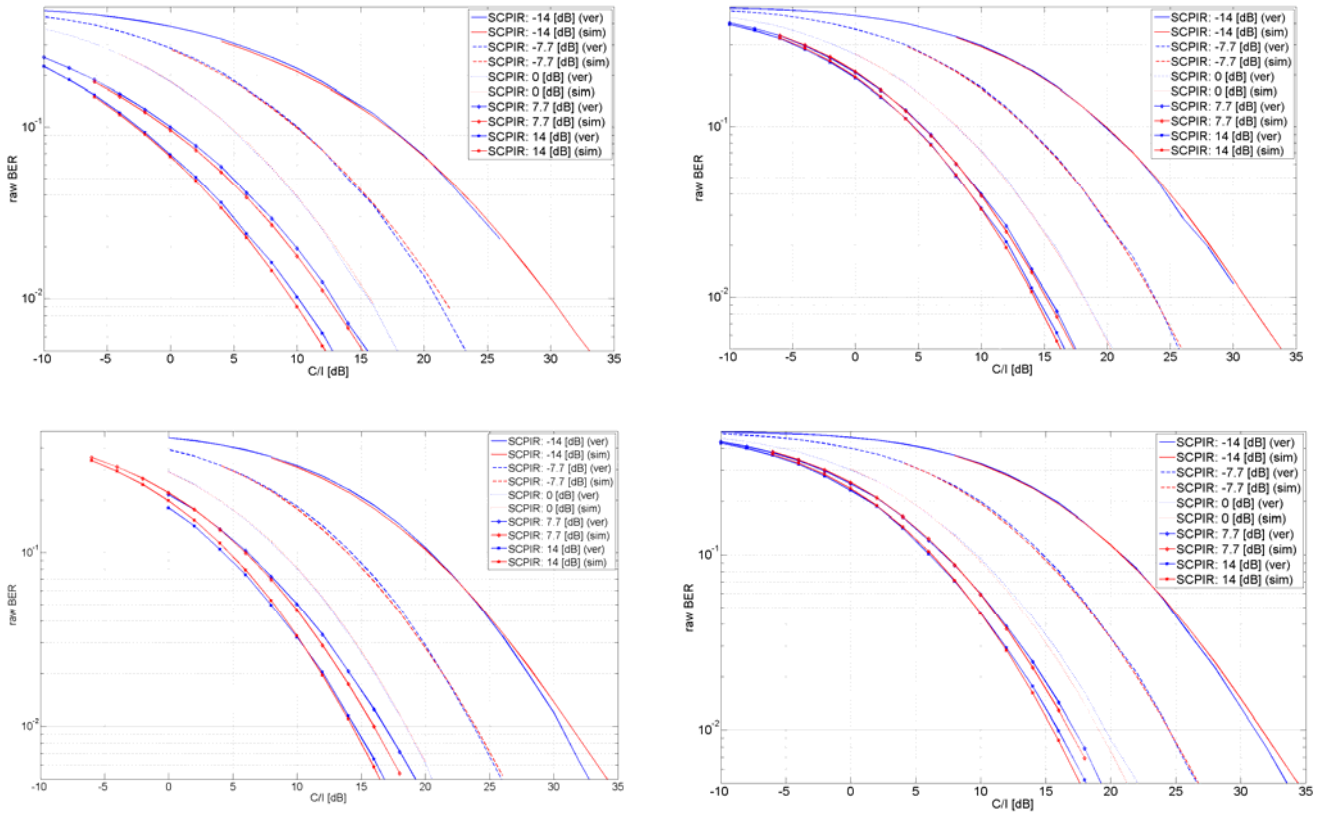 SCPIR: -14 [dB] (ver)
SCPIR: -14 [dB] (sim)
SCPIR: -7.7 [dB] (ver)
SCPIR: -7.7 [dB] (sim)
SCPIR: 0 [dB] (ver)
SCPIR: 0 [dB] (sim)
SCPIR: 7.7 [dB] (ver)
SCPIR: 7.7 [dB] (sim)
SCPIR: 14 [dB] (ver)
SCPIR: 14 [dB] (sim)
raw BER
10-1
10-2
-10 -5 0 5 10 15 20 25 30 35
C/I [dB]
SCPIR: -14 [dB] (ver)
SCPIR: -14 [dB] (sim)
SCPIR: -7.7 [dB] (ver)
SCPIR: -7.7 [dB] (sim)
SCPIR: 0 [dB] (ver)
SCPIR: 0 [dB] (sim)
SCPIR: 7.7 [dB] (ver)
SCPIR: 7.7 [dB] (sim)
SCPIR: 14 [dB] (ver)
SCPIR: 14 [dB] (sim)
raw BER
10-1
10-2
-10 -5 0 5 10 15 20 25 30 35
C/I [dB]
SCPIR: -14 [dB] (ver)
SCPIR: -14 [dB] (sim)
SCPIR: -7.7 [dB] (ver)
SCPIR: -7.7 [dB] (sim)
SCPIR: 0 [dB] (ver)
SCPIR: 0 [dB] (sim)
SCPIR: 7.7 [dB] (ver)
SCPIR: 7.7 [dB] (sim)
SCPIR: 14 [dB] (ver)
SCPIR: 14 [dB] (sim)
raw BER
10-1
10-2
-10 -5 0 5 10 15 20 25 30 35
C/I [dB]
SCPIR: -14 [dB] (ver)
SCPIR: -14 [dB] (sim)
SCPIR: -7.7 [dB] (ver)
SCPIR: -7.7 [dB] (sim)
SCPIR: 0 [dB] (ver)
SCPIR: 0 [dB] (sim)
SCPIR: 7.7 [dB] (ver)
SCPIR: 7.7 [dB] (sim)
SCPIR: 14 [dB] (ver)
SCPIR: 14 [dB] (sim)
raw BER
10-1
10-2
-10 -5 0 5 10 15 20 25 30 35
C/I [dB]